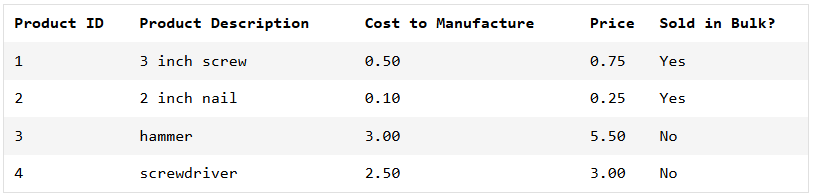 Product ID Product Description Cost to Manufacture Price Sold in Bulk?
1 3 inch screw 0.50 0.75 Yes
2 2 inch nail 0.10 0.25 Yes
3 hammer 3.00 5.50 No
4 screwdriver 2.50 3.00 No